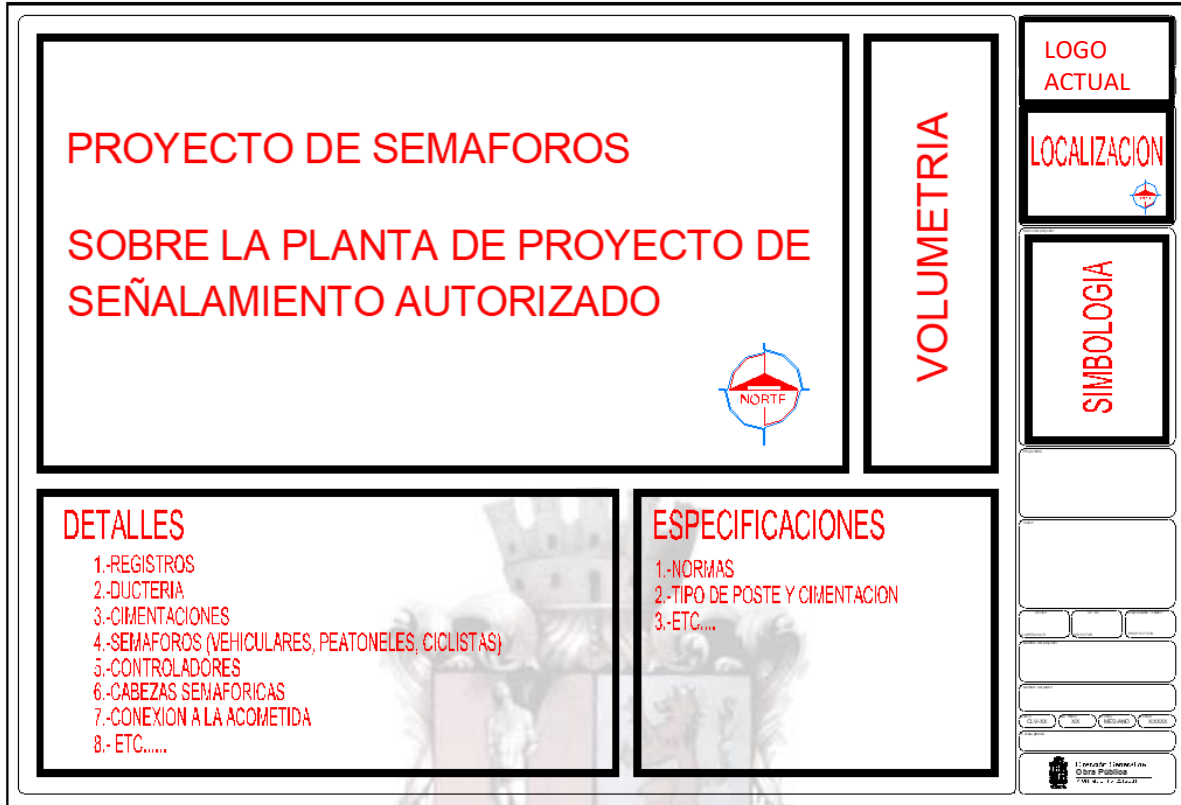 PROYECTO DE SEMAFOROS
SOBRE LA PLANTA DE PROYECTO DE
SEÑALAMIENTO AUTORIZADO
NORTE
VOLUMETRIA
LOGO
ACTUAL
LOCALIZACION
SIMBOLOGIA
DETALLES
1.-REGISTROS
2.-DUCTERIA
3.-CIMENTACIONES
4.-SEMAFOROS (VEHICULARES, PEATONELES, CICLISTAS)
5.-CONTROLADORES
6.-CABEZAS SEMAFORICAS
7.-CONEXION A LA ACOMETIDA
8.- ETC......
ESPECIFICACIONES
1.-NORMAS
2.-TIPO DE POSTE Y CIMENTACION
3.-ETC....
CLV-XX
XX
MES-ANO
XXXXX
Obra Pública